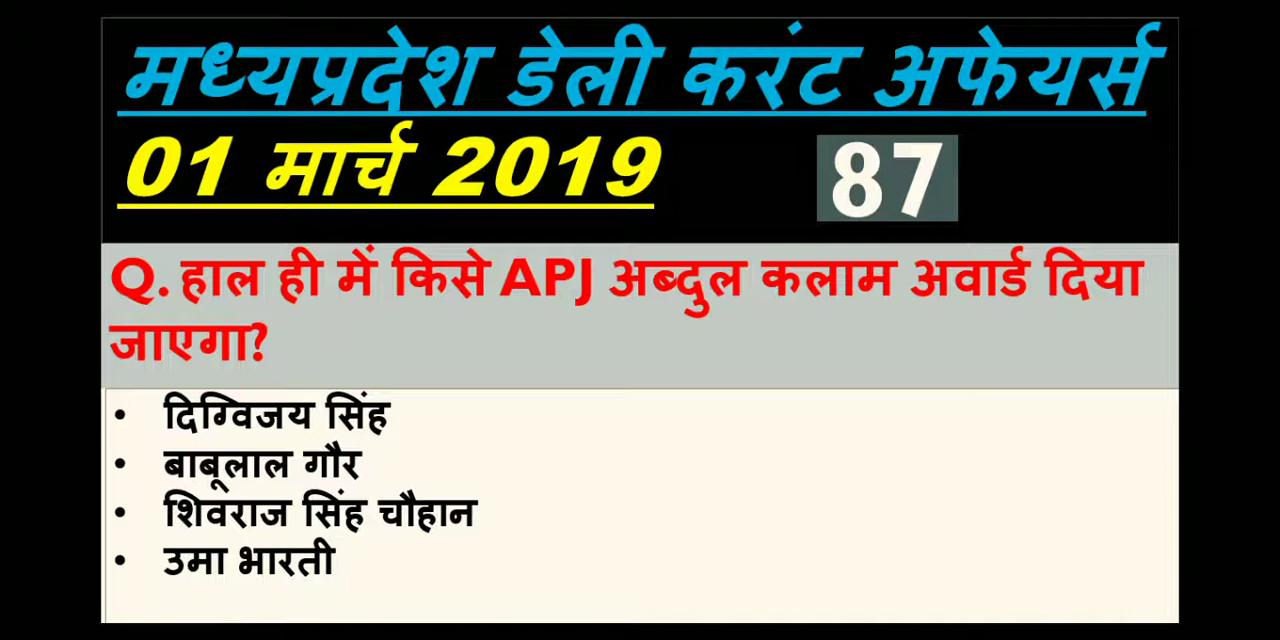 मध्यप्रदेश डेली करंट अफेयर्स
01 मार्च 2019
87
Q. हाल ही में किसे APJ अब्दुल कलाम अवार्ड दिया
जाएगा?
• दिग्विजय सिंह
• बाबूलाल गौर
• शिवराज सिंह चौहान
• उमा भारती